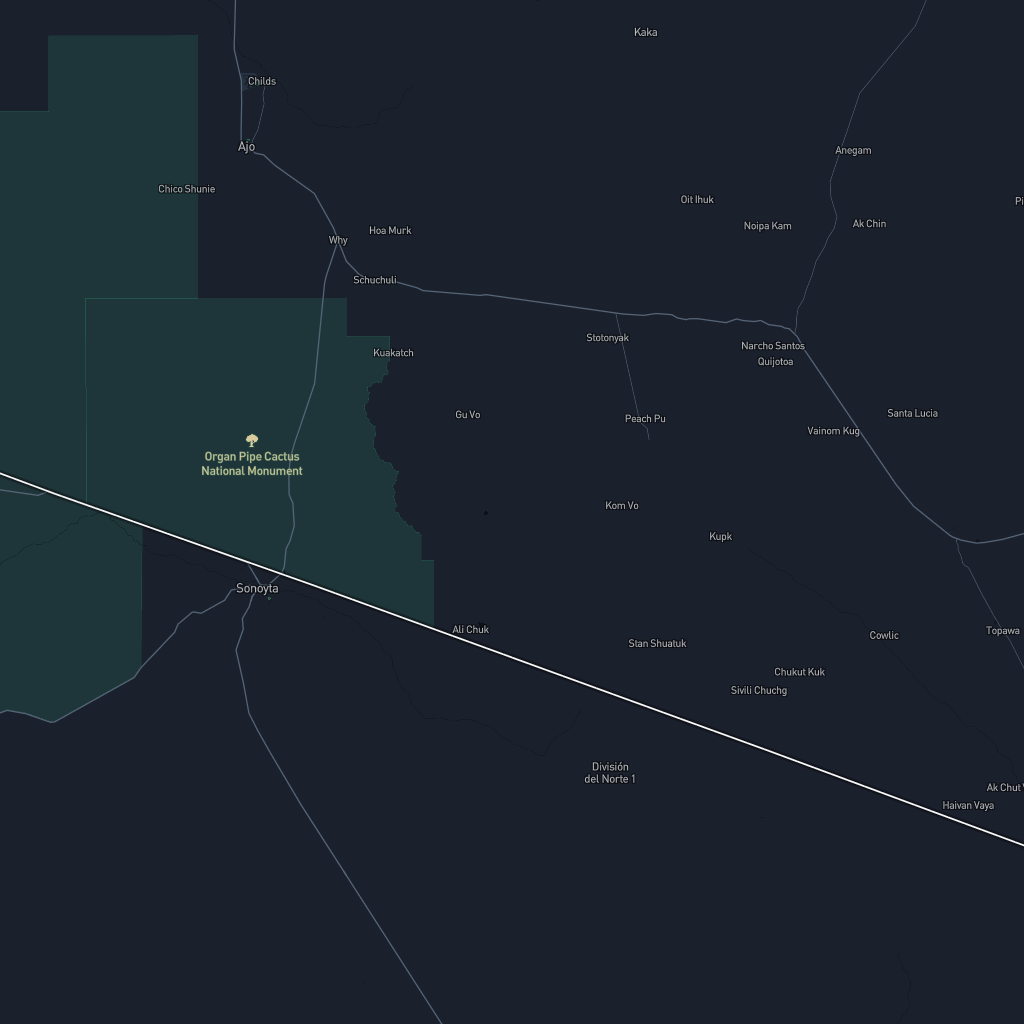 Kaka
Childs
Ajo
Anegam
Chico Shunie
Oit Ihuk
Pi
Noipa Kam
Ak Chin
Hoa Murk
Why
Schuchuli
Stotonyak
Narcho Santos
Kuakatch
Quijotoa
Gu Vo
Santa Lucia
Peach Pu
Vainom Kug
Organ Pipe Cactus
National Monument
Kom Vo
Kupk
Sonoyta
Ali Chuk
Topawa
Cowlic
Stan Shuatuk
Chukut Kuk
Sivili Chuchg
División
del Norte 1
Ak Chut V
Haivan Vaya